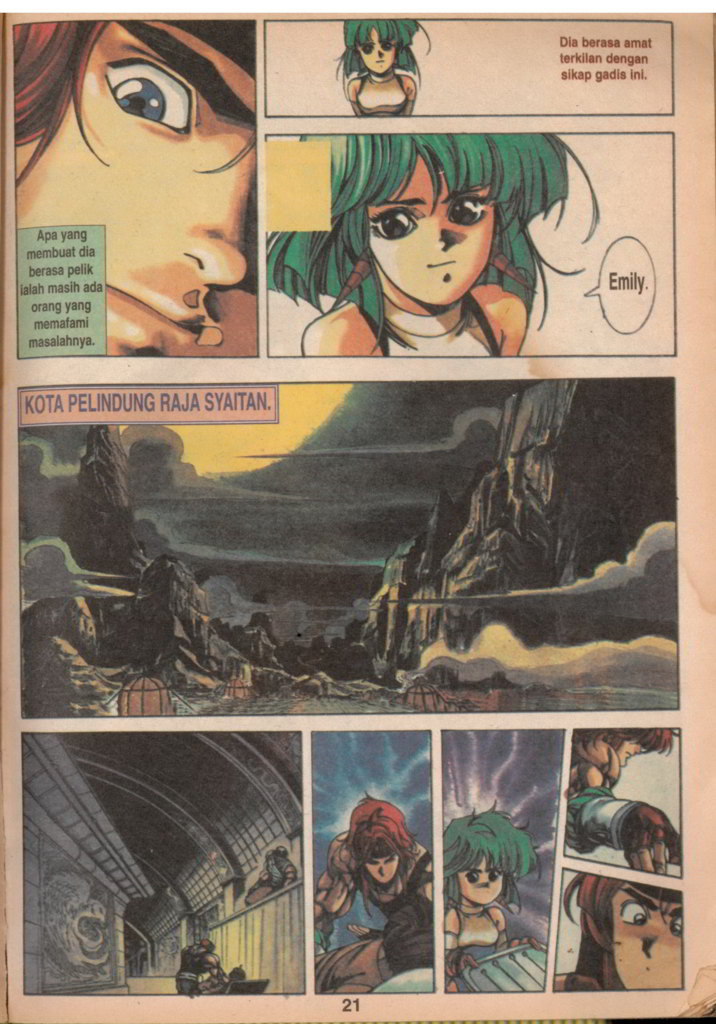 Dia berasa amat
terkilan dengan
sikap gadis ini.
Apa yang
membuat dia
berasa pelik
ialah masih ada
orang yang
memafami
masalahnya.
Emily.
KOTA PELINDUNG RAJA SYAITAN.
21